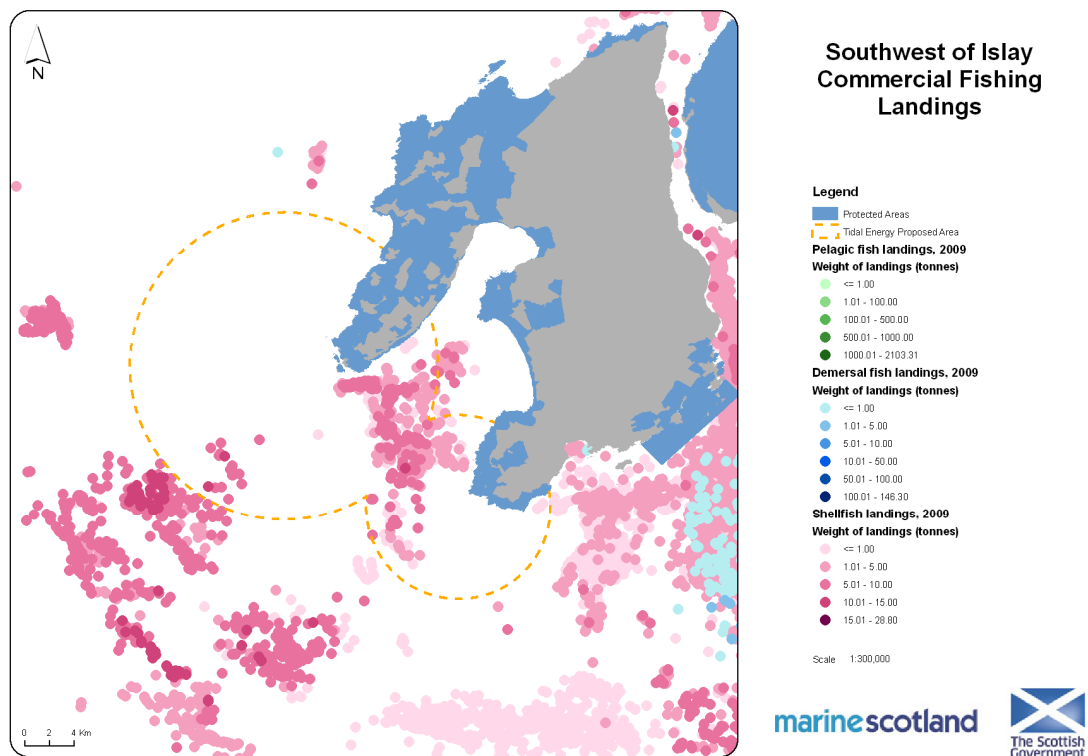 N
Southwest of Islay
Commercial Fishing
Landings
Legend
Protected Areas
Tidal Energy Proposed Area
Pelagic fish landings, 2009
Weight of landings (tonnes)
<= 1.00
1.01 - 100.00
100.01 - 500.00
500.01 - 1000.00
1000.01 - 2103.31
Demersal fish landings, 2009
Weight of landings (tonnes)
<= 1.00
1.01 - 5.00
5.01 - 10.00
10.01 - 50.00
50.01 - 100.00
100.01 - 146.30
Shellfish landings, 2009
Weight of landings (tonnes)
<= 1.00
1.01 - 5.00
5.01 - 10.00
10.01 - 15.00
15.01 - 28.80
Scale 1:300,000
0 2 4 Km
marinescotland
The Scottish
Government